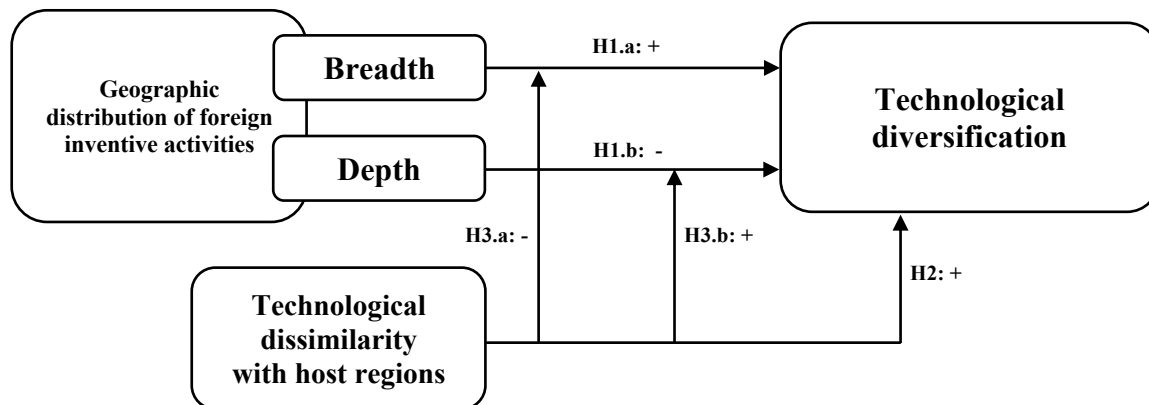 Geographic
distribution of foreign
inventive activities
Breadth
Depth
H1.a: +
H1.b: -
Technological
diversification
H3.a: -
H3.b: +
H2: +
Technological
dissimilarity
with host regions